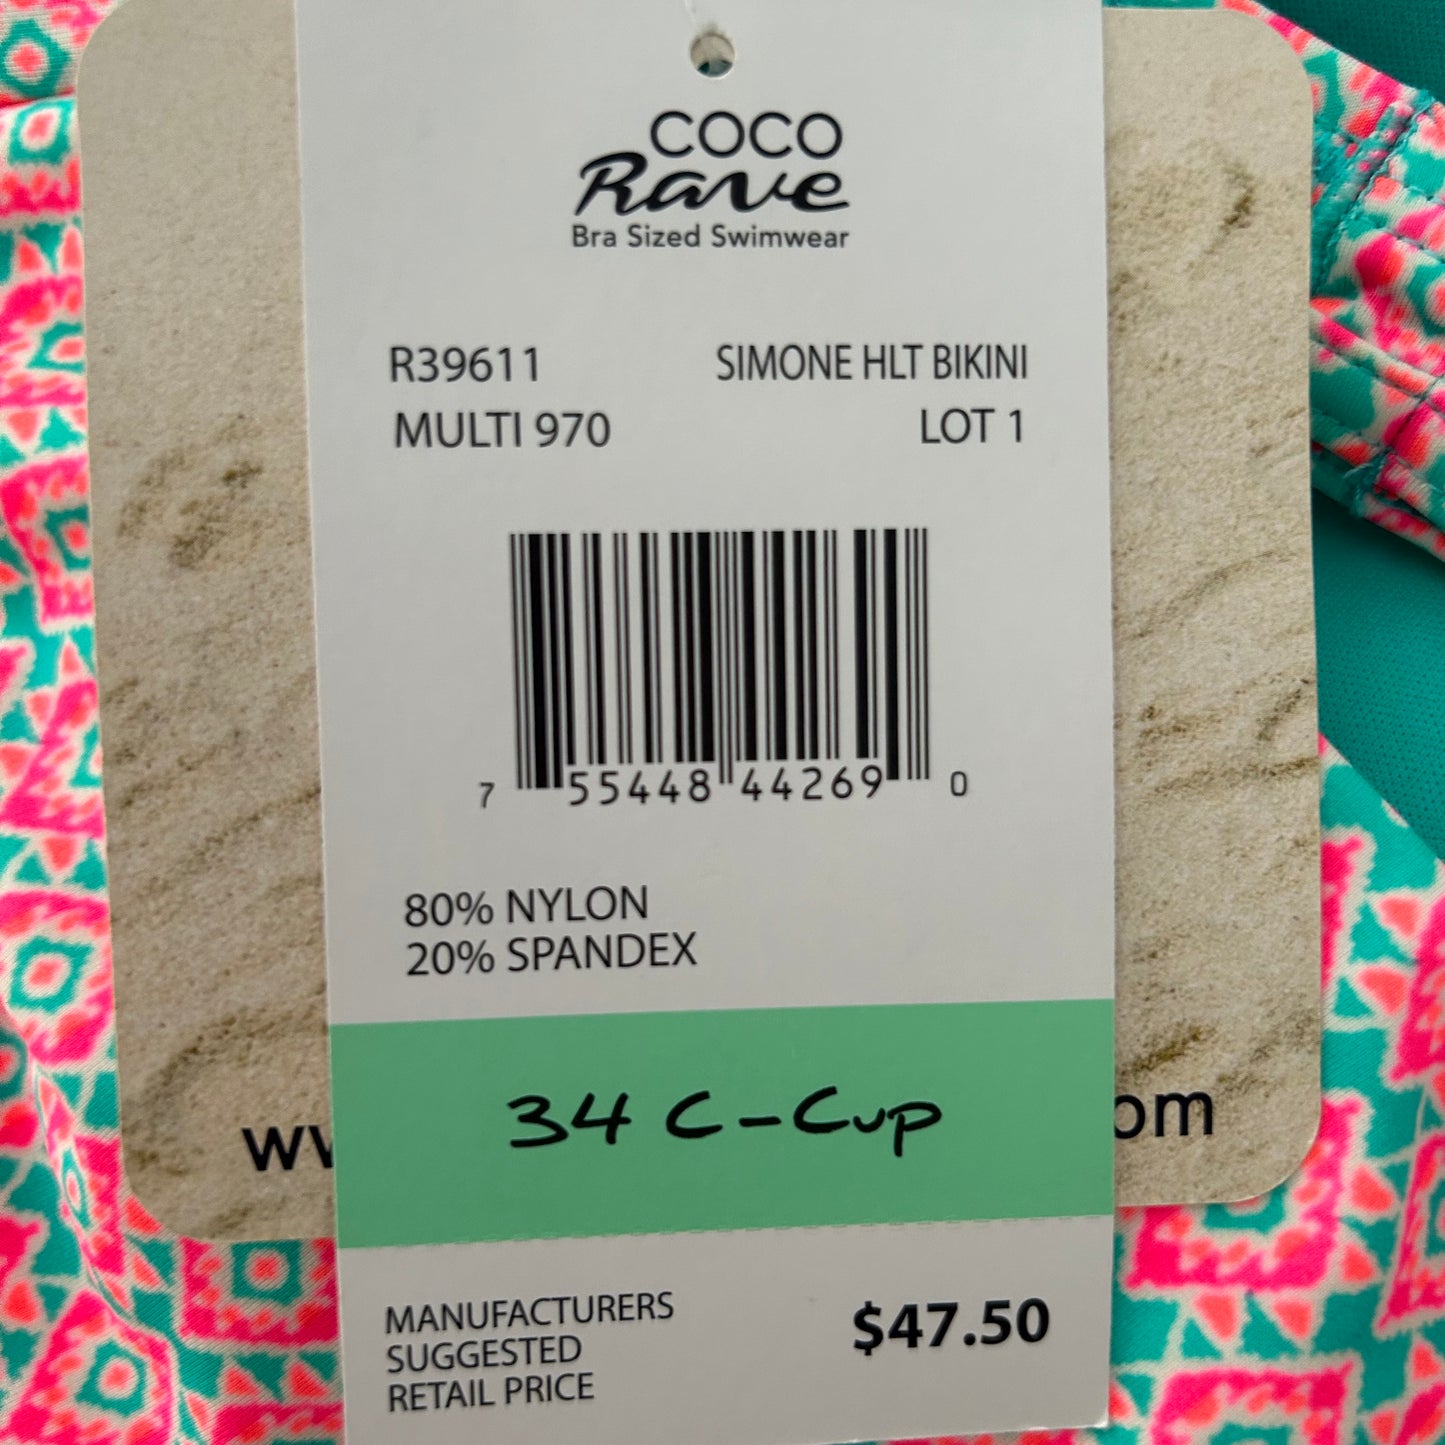 COCO
Rave
Bra Sized Swimwear
R39611 SIMONE HLT BIKINI
MULTI 970 LOT 1
7 55448 44269 0
80% NYLON
20% SPANDEX
34 C-Cup
MANUFACTURERS
SUGGESTED
RETAIL PRICE
$47.50